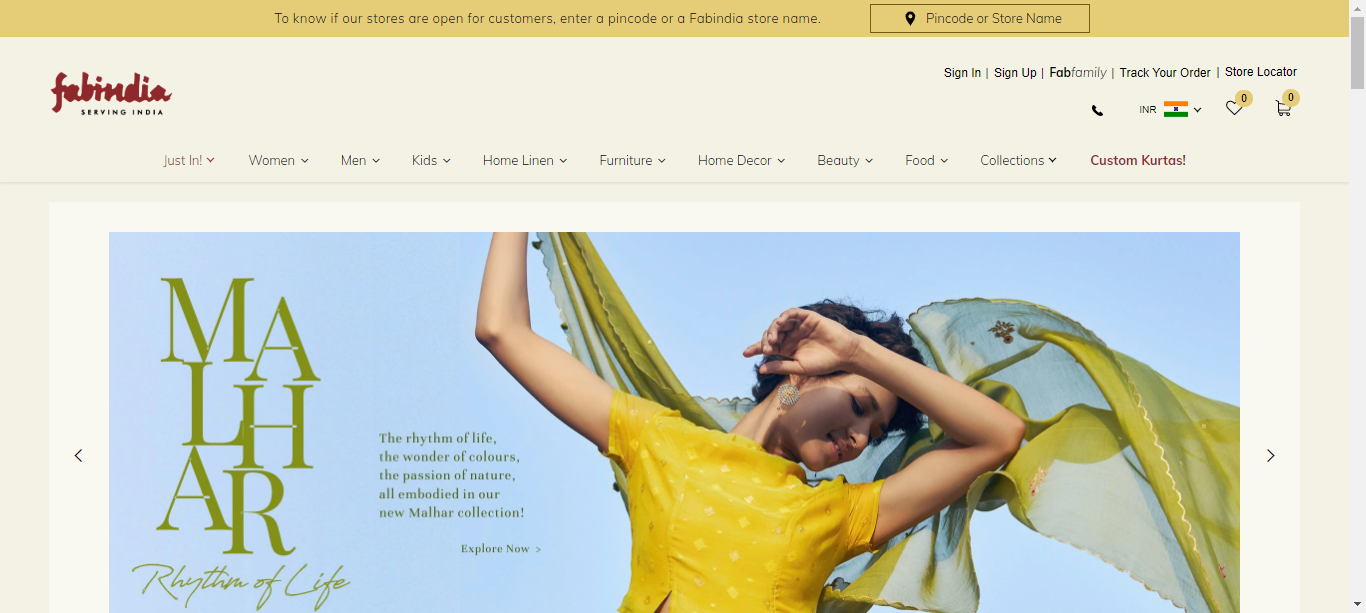 To know if our stores are open for customers, enter a pincode or a Fabindia store name. Pincode or Store Name
fabindia
SERVING INDIA
Sign In | Sign Up | Fabfamily | Track Your Order | Store Locator
INR 0 0
Just In! Women Men Kids Home Linen Furniture Home Decor Beauty Food Collections Custom Kurtas!
MA
LH
AR
Rhythm of Life
The rhythm of life,
the wonder of colours,
the passion of nature,
all embodied in our
new Malhar collection!
Explore Now >